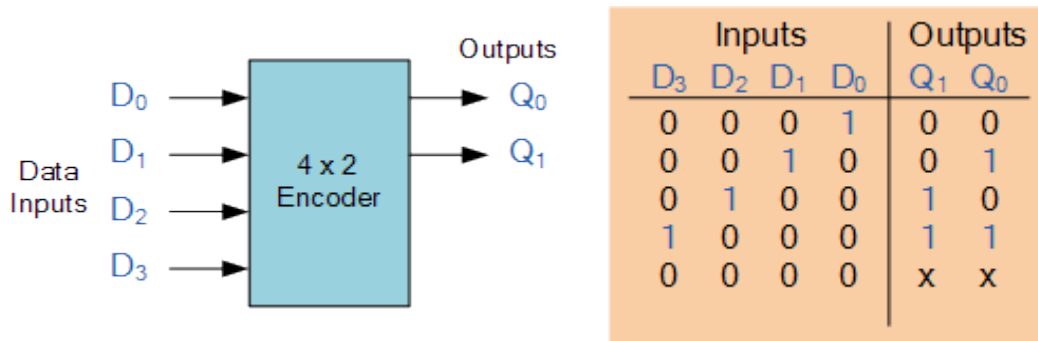 Outputs
D₀
Q₀
D₁
Q₁
Data
Inputs
4 x 2
Encoder
D₂
D₃
Inputs Outputs
D₃ D₂ D₁ D₀ Q₁ Q₀
0 0 0 1 0 0
0 0 1 0 0 1
0 1 0 0 1 0
1 0 0 0 1 1
0 0 0 0 x x